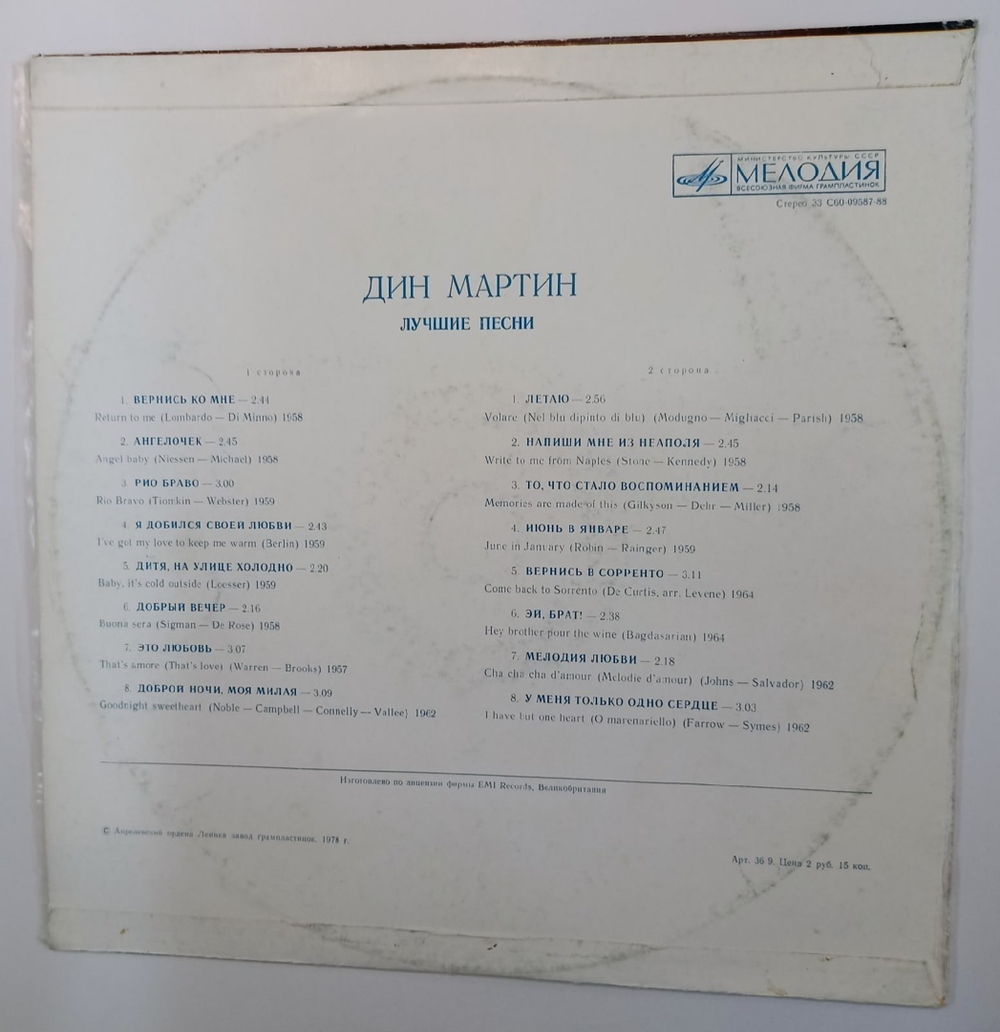 МИНИСТЕРСТВО КУЛЬТУРЫ СССР
МЕЛОДИЯ
ВСЕСОЮЗНАЯ ФИРМА ГРАМПЛАСТИНОК
Стерео 33 С60-09587-88
ДИН МАРТИН
ЛУЧШИЕ ПЕСНИ
1 сторона
1. ВЕРНИСЬ КО МНЕ — 2.44
Return to me (Lombardo — Di Minno) 1958
2. АНГЕЛОЧЕК — 2.45
Angel baby (Niessen — Michael) 1958
3. РИО БРАВО — 3.00
Rio Bravo (Tiomkin — Webster) 1959
4. Я ДОБИЛСЯ СВОЕЙ ЛЮБВИ — 2.43
I've got my love to keep me warm (Berlin) 1959
5. ДИТЯ, НА УЛИЦЕ ХОЛОДНО — 2.20
Baby, it's cold outside (Loesser) 1959
6. ДОБРЫЙ ВЕЧЕР — 2.16
Buona sera (Sigman — De Rose) 1958
7. ЭТО ЛЮБОВЬ — 3.07
That's amore (That's love) (Warren — Brooks) 1957
8. ДОБРОЙ НОЧИ, МОЯ МИЛАЯ — 3.09
Goodnight sweetheart (Noble — Campbell — Connelly — Vallee) 1962
2 сторона
1. ЛЕТАЮ — 2.56
Volare (Nel blu dipinto di blu) (Modugno — Migliacci — Parish) 1958
2. НАПИШИ МНЕ ИЗ НЕАПОЛЯ — 2.45
Write to me from Naples (Stone — Kennedy) 1958
3. ТО, ЧТО СТАЛО ВОСПОМИНАНИЕМ — 2.14
Memories are made of this (Gilkyson — Dehr — Miller) 1958
4. ИЮНЬ В ЯНВАРЕ — 2.47
June in January (Robin — Rainger) 1959
5. ВЕРНИСЬ В СОРРЕНТО — 3.11
Come back to Sorrento (De Curtis, arr. Levene) 1964
6. ЭЙ, БРАТ! — 2.38
Hey brother pour the wine (Bagdasarian) 1964
7. МЕЛОДИЯ ЛЮБВИ — 2.18
Cha cha cha d'amour (Melodie d'amour) (Johns — Salvador) 1962
8. У МЕНЯ ТОЛЬКО ОДНО СЕРДЦЕ — 3.03
I have but one heart (O marenariello) (Farrow — Symes) 1962
Изготовлено по лицензии фирмы EMI Records, Великобритания
© Апрелевский ордена Ленина завод грампластинок, 1978 г.
Арт. 36-9. Цена 2 руб. 15 коп.